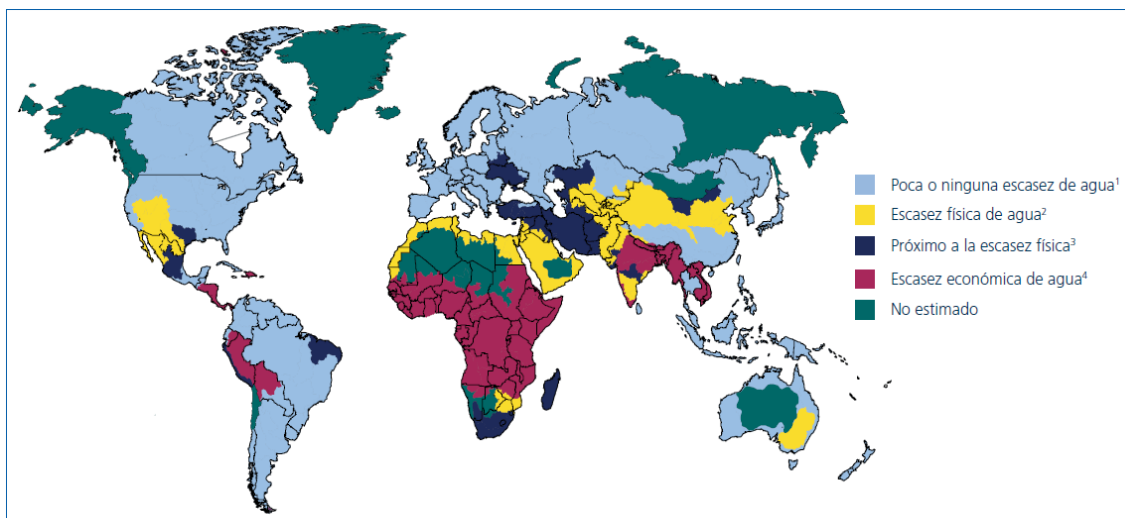 Poca o ninguna escasez de agua¹
Escasez física de agua²
Próximo a la escasez física³
Escasez económica de agua⁴
No estimado